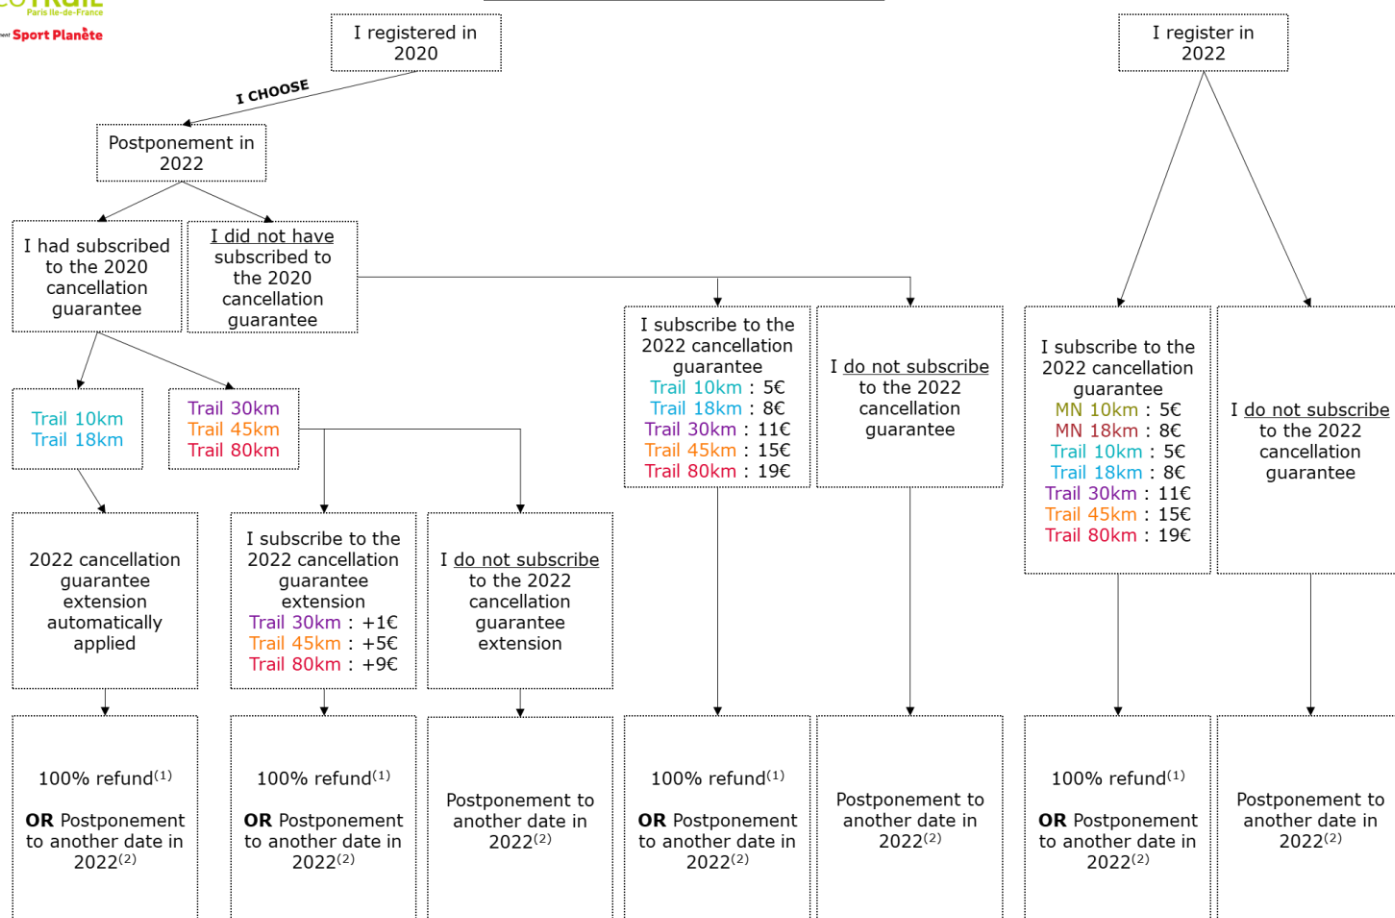 Paris Ile-de-France
Sport Planète
I registered in
2020
I register in
2022
I CHOOSE
Postponement in
2022
I had subscribed
to the 2020
cancellation
guarantee
I did not have
subscribed to
the 2020
cancellation
guarantee
Trail 10km
Trail 18km
Trail 30km
Trail 45km
Trail 80km
I subscribe to the
2022 cancellation
guarantee
Trail 10km : 5€
Trail 18km : 8€
Trail 30km : 11€
Trail 45km : 15€
Trail 80km : 19€
I do not subscribe
to the 2022
cancellation
guarantee
I subscribe to the
2022 cancellation
guarantee
MN 10km : 5€
MN 18km : 8€
Trail 10km : 5€
Trail 18km : 8€
Trail 30km : 11€
Trail 45km : 15€
Trail 80km : 19€
I do not subscribe
to the 2022
cancellation
guarantee
2022 cancellation
guarantee
extension
automatically
applied
I subscribe to the
2022 cancellation
guarantee
extension
Trail 30km : +1€
Trail 45km : +5€
Trail 80km : +9€
I do not subscribe
to the 2022
cancellation
guarantee
extension
100% refund(1)
OR Postponement
to another date in
2022(2)
100% refund(1)
OR Postponement
to another date in
2022(2)
Postponement to
another date in
2022(2)
100% refund(1)
OR Postponement
to another date in
2022(2)
Postponement to
another date in
2022(2)
100% refund(1)
OR Postponement
to another date in
2022(2)
Postponement to
another date in
2022(2)